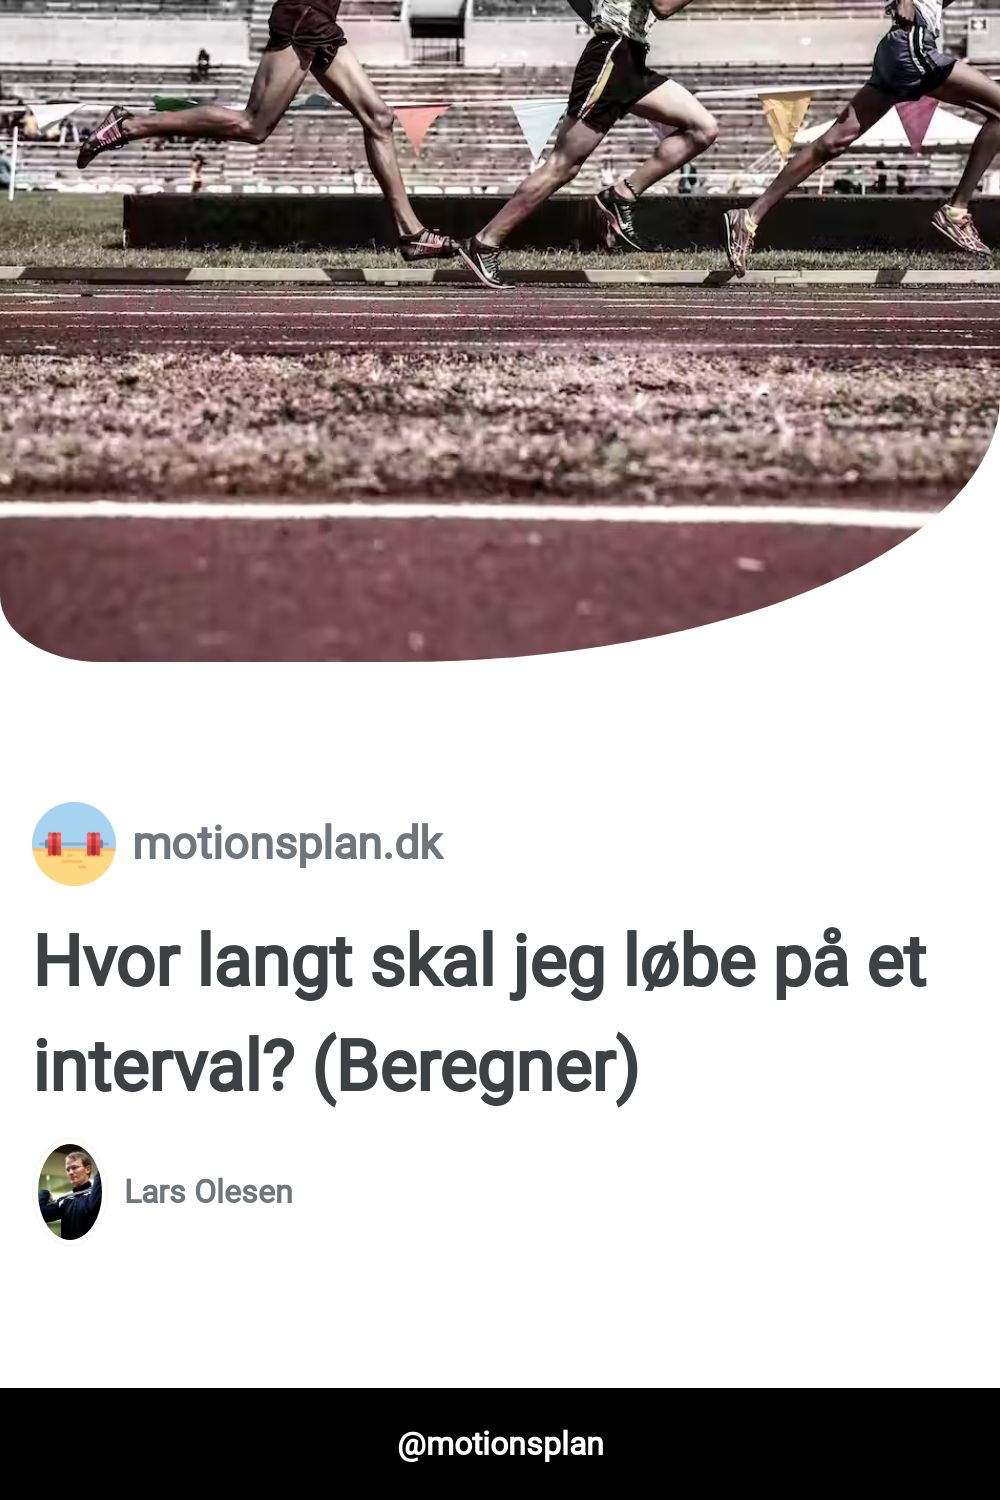 motionsplan.dk
Hvor langt skal jeg løbe på et
interval? (Beregner)
Lars Olesen
@motionsplan